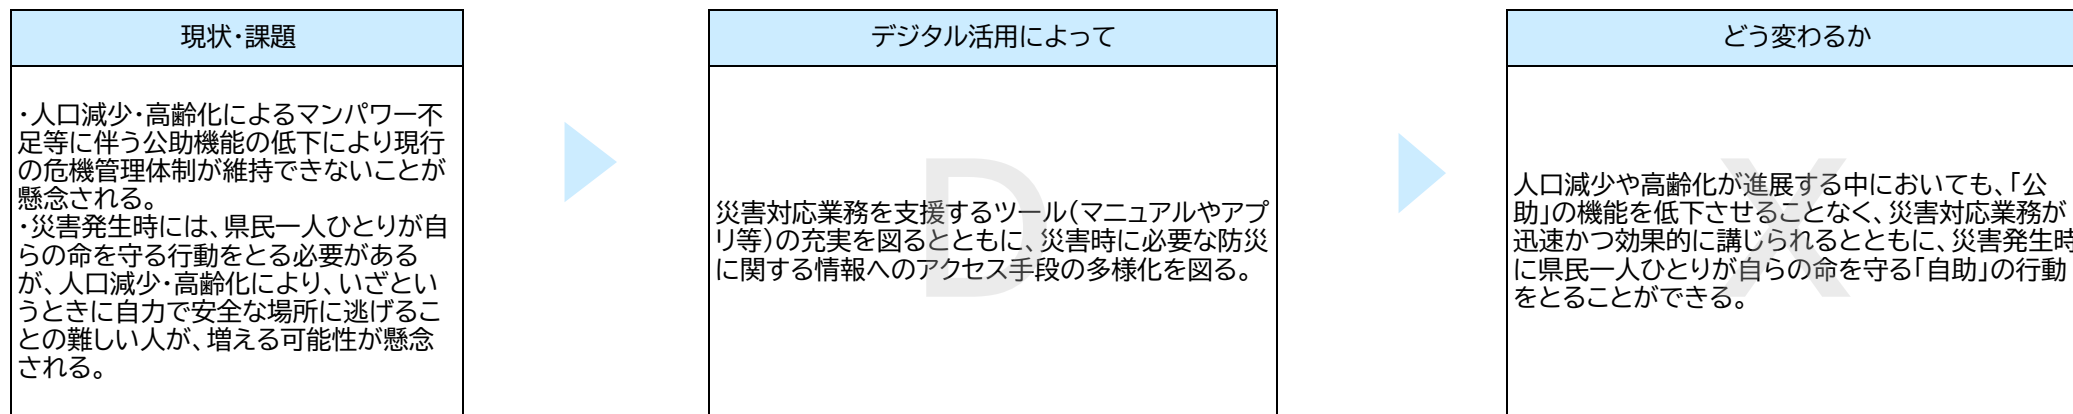 現状・課題
・人口減少・高齢化によるマンパワー不
足等に伴う公助機能の低下により現行
の危機管理体制が維持できないことが
懸念される。
・災害発生時には、県民一人ひとりが自
らの命を守る行動をとる必要がある
が、人口減少・高齢化により、いざとい
うときに自力で安全な場所に逃げるこ
との難しい人が、増える可能性が懸念
される。
デジタル活用によって
D
災害対応業務を支援するツール(マニュアルやアプ
リ等)の充実を図るとともに、災害時に必要な防災
に関する情報へのアクセス手段の多様化を図る。
どう変わるか
X
人口減少や高齢化が進展する中においても、「公
助」の機能を低下させることなく、災害対応業務が
迅速かつ効果的に講じられるとともに、災害発生時
に県民一人ひとりが自らの命を守る「自助」の行動
をとることができる。